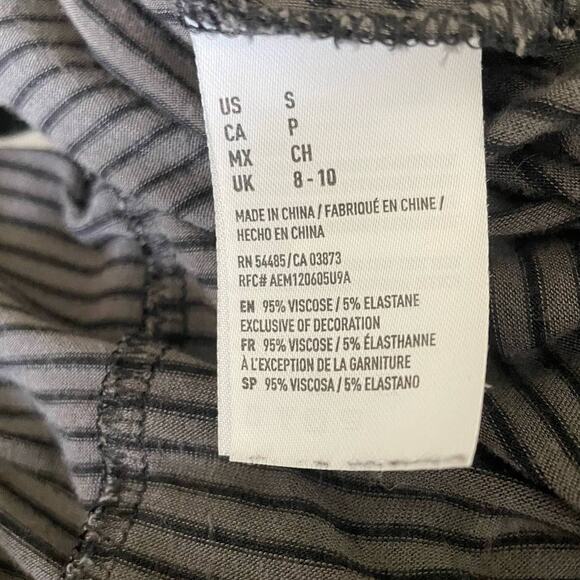 US S
CA P
MX CH
UK 8 - 10
MADE IN CHINA / FABRIQUÉ EN CHINE /
HECHO EN CHINA
RN 54485 / CA 03873
RFC# AEM120605U9A
EN 95% VISCOSE / 5% ELASTANE
EXCLUSIVE OF DECORATION
FR 95% VISCOSE / 5% ÉLASTHANNE
À L'EXCEPTION DE LA GARNITURE
SP 95% VISCOSA / 5% ELASTANO